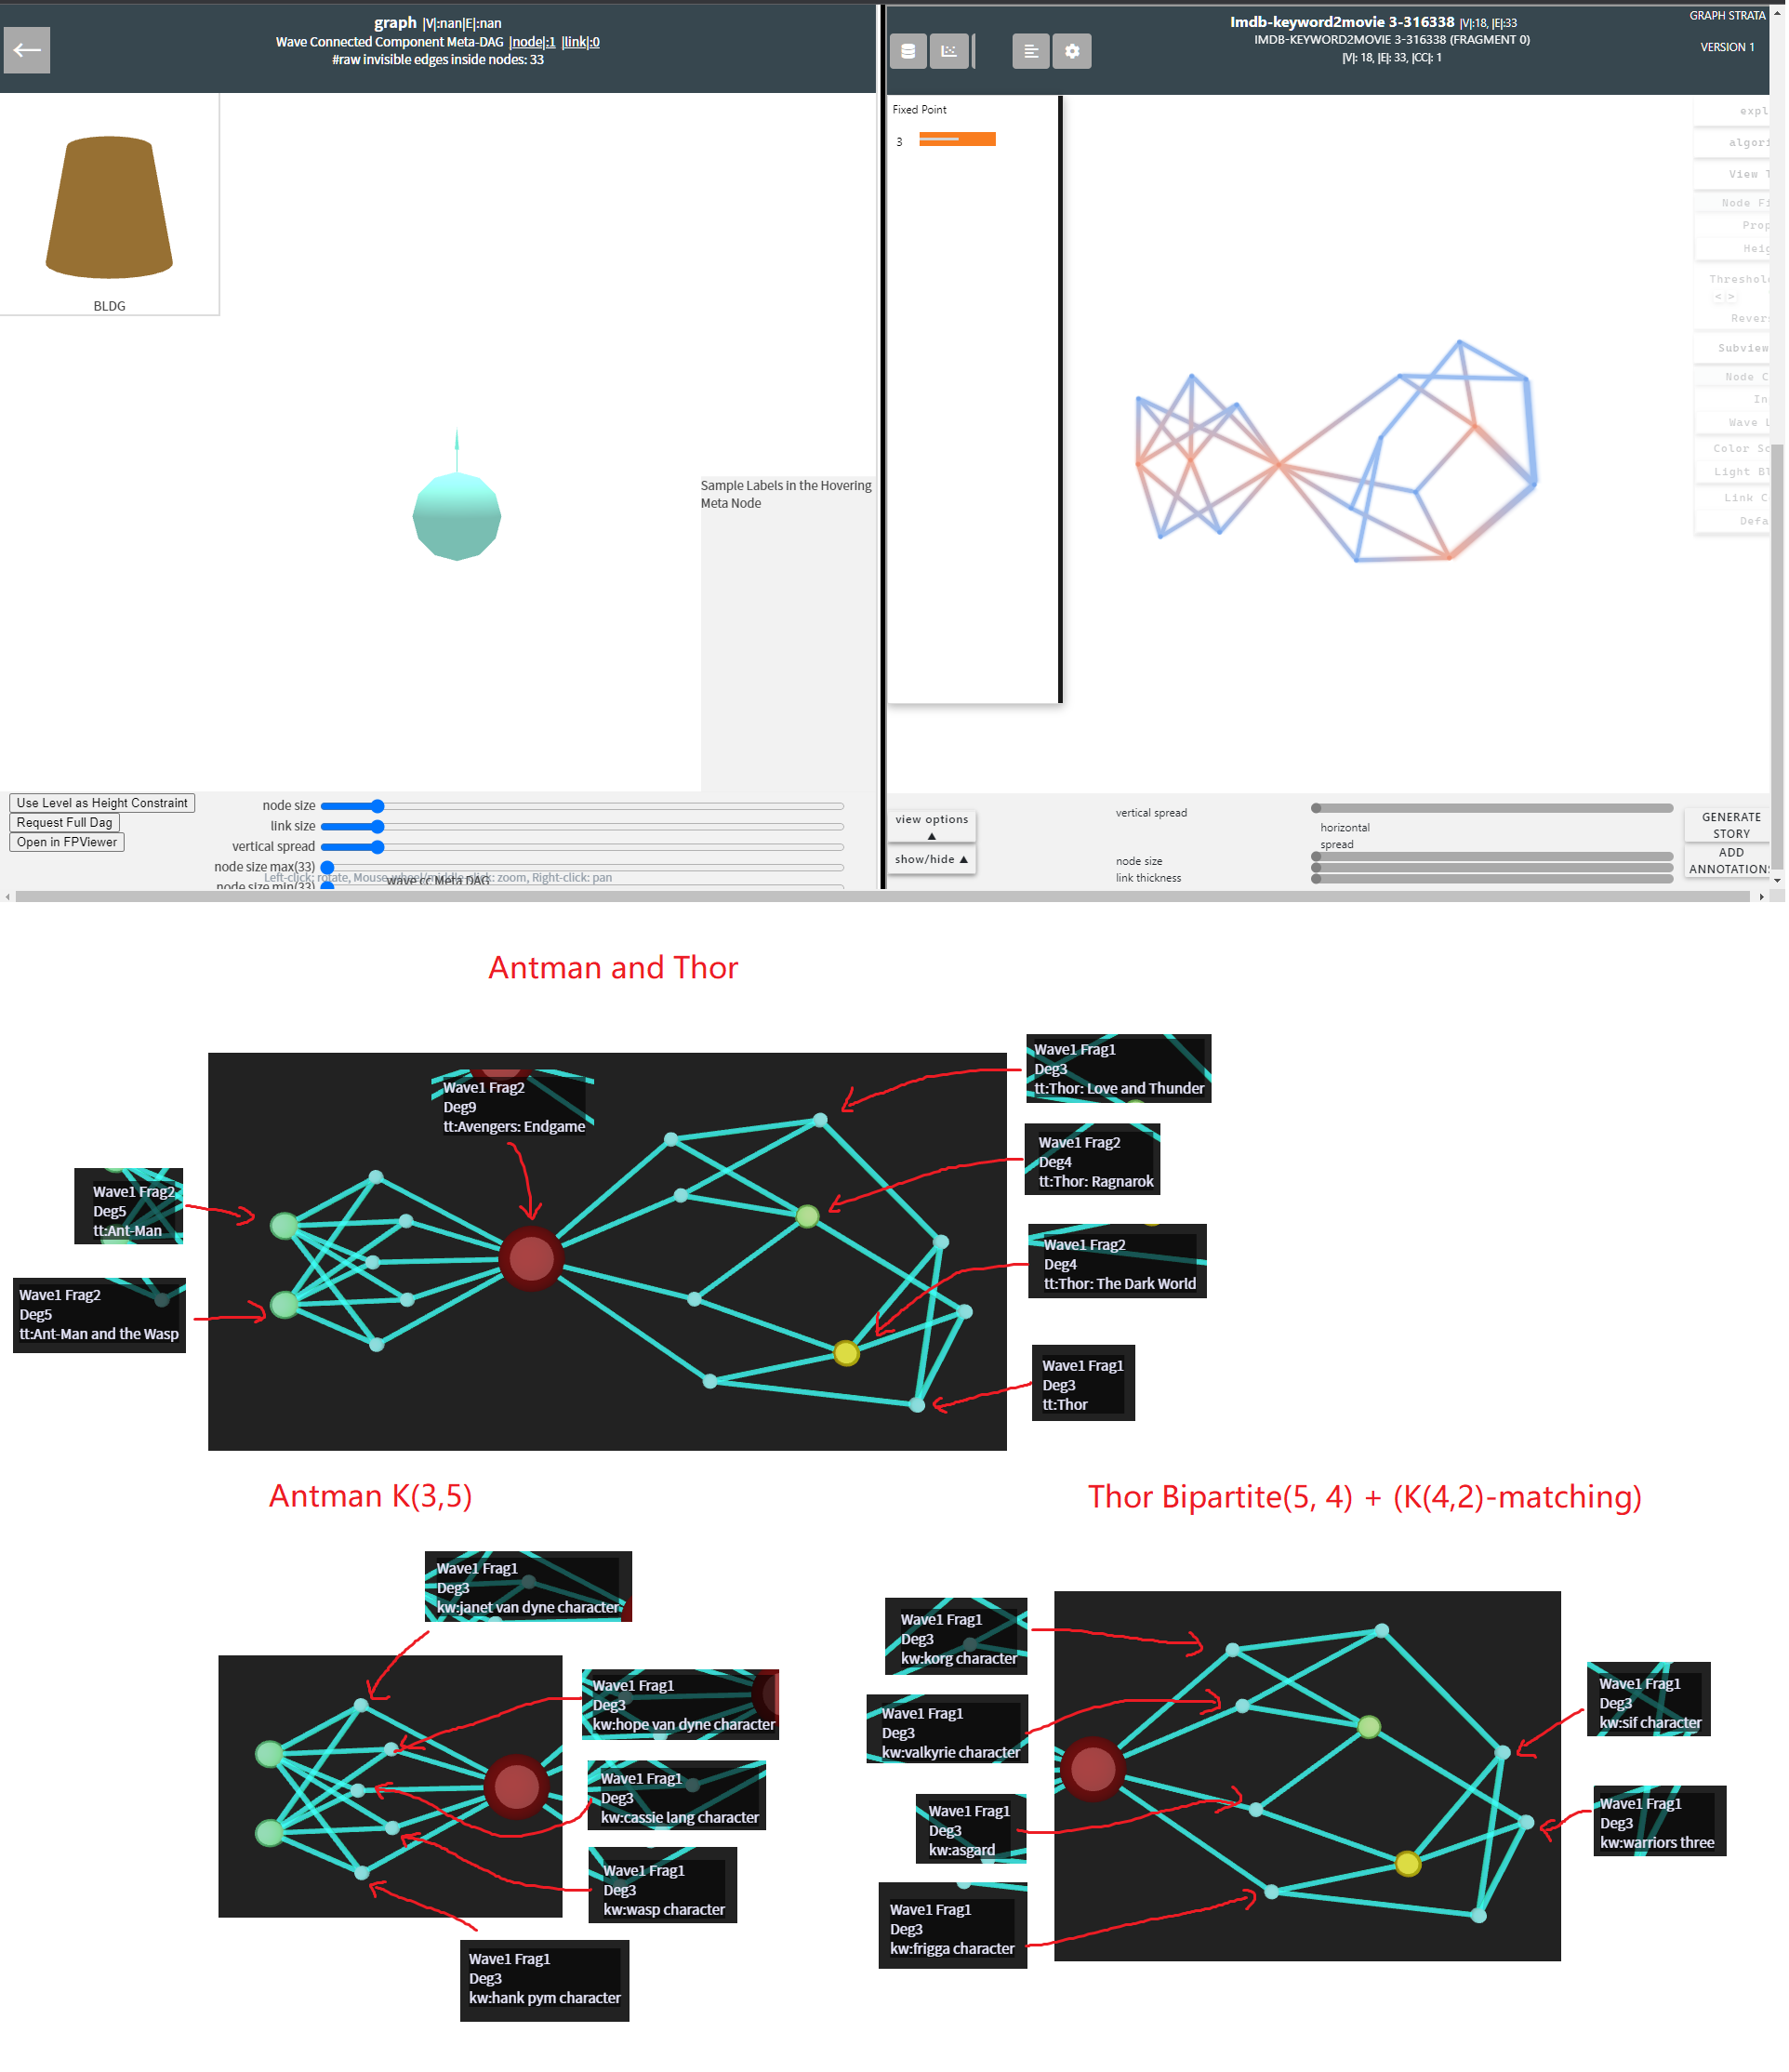 graph |V|:nan|E|:nan
Wave Connected Component Meta-DAG |node|:1 |link|:0
#raw invisible edges inside nodes: 33
BLDG
Sample Labels in the Hovering
Meta Node
Use Level as Height Constraint
Request Full Dag
Open in FPViewer
node size
link size
vertical spread
node size max(33)
node size min(33)
Left-click: rotate, Mouse wheel/middle click: zoom, Right-click: pan
wave cc Meta DAG
Imdb-keyword2movie 3-316338 |V|:18, |E|:33
IMDB-KEYWORD2MOVIE 3-316338 (FRAGMENT 0)
|V|: 18, |E|: 33, |CC|: 1
GRAPH STRATA
VERSION 1
Fixed Point
3
expl
algori
View T
Node Fi
Prop
Heig
Threshol
< >
Rever
Subview
Node C
In
Wave L
Color Sc
Light Bl
Link C
Defa
view options ▲
show/hide ▲
vertical spread
horizontal
spread
node size
link thickness
GENERATE
STORY
ADD
ANNOTATION
Antman and Thor
Wave1 Frag2
Deg9
tt:Avengers: Endgame
Wave1 Frag1
Deg3
tt:Thor: Love and Thunder
Wave1 Frag2
Deg4
tt:Thor: Ragnarok
Wave1 Frag2
Deg5
tt:Ant-Man
Wave1 Frag2
Deg4
tt:Thor: The Dark World
Wave1 Frag2
Deg5
tt:Ant-Man and the Wasp
Wave1 Frag1
Deg3
tt:Thor
Antman K(3,5)
Wave1 Frag1
Deg3
kw:janet van dyne character
Wave1 Frag1
Deg3
kw:hope van dyne character
Wave1 Frag1
Deg3
kw:cassie lang character
Wave1 Frag1
Deg3
kw:wasp character
Wave1 Frag1
Deg3
kw:hank pym character
Thor Bipartite(5, 4) + (K(4,2)-matching)
Wave1 Frag1
Deg3
kw:korg character
Wave1 Frag1
Deg3
kw:valkyrie character
Wave1 Frag1
Deg3
kw:asgard
Wave1 Frag1
Deg3
kw:frigga character
Wave1 Frag1
Deg3
kw:sif character
Wave1 Frag1
Deg3
kw:warriors three